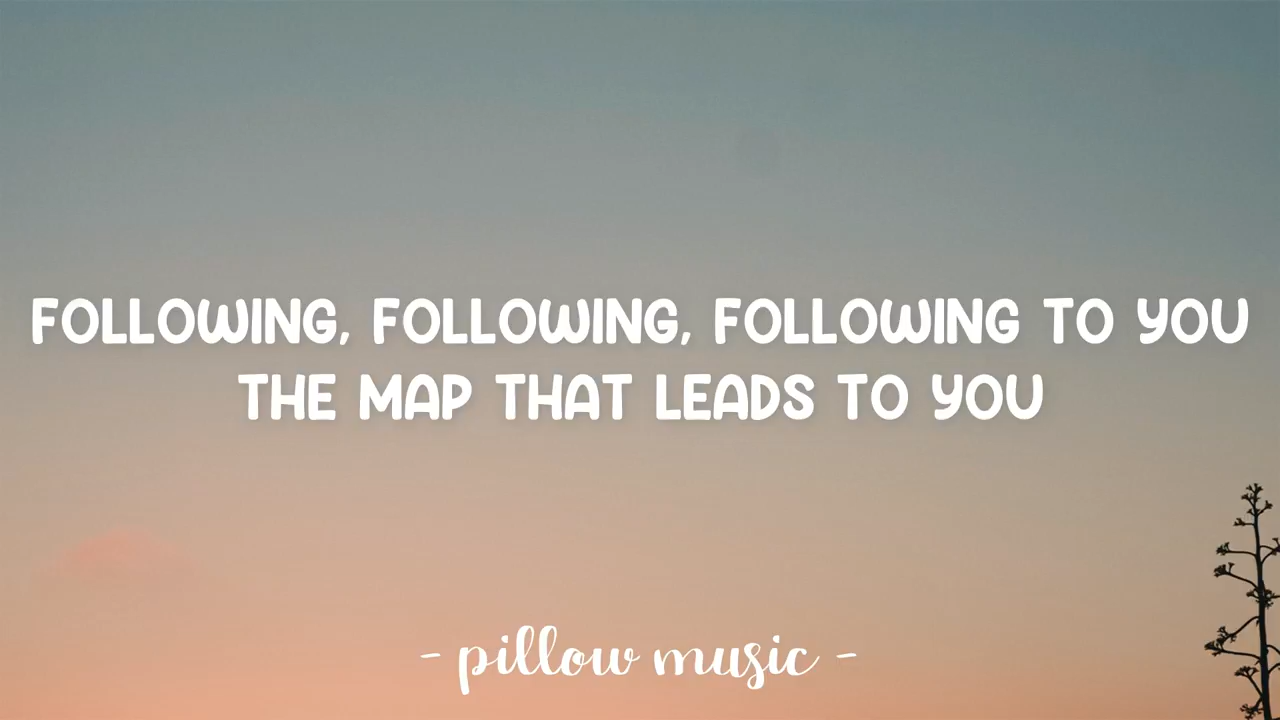 FOLLOWING, FOLLOWING, FOLLOWING TO YOU
THE MAP THAT LEADS TO YOU
- pillow music -